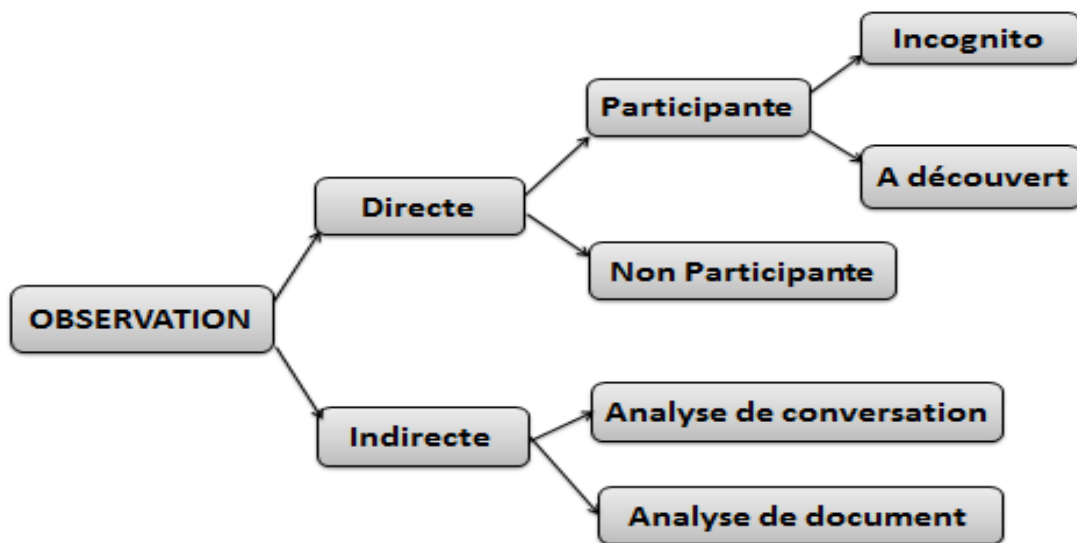 Incognito
Participante
A découvert
Directe
Non Participante
OBSERVATION
Analyse de conversation
Indirecte
Analyse de document